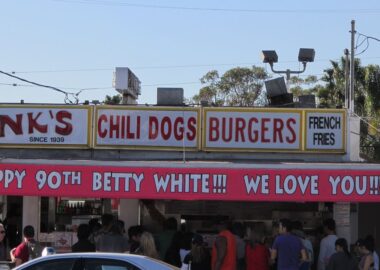 NK'S
SINCE 1939
CHILI DOGS
BURGERS
FRENCH
FRIES
PPY 90TH BETTY WHITE!!! WE LOVE YOU!!